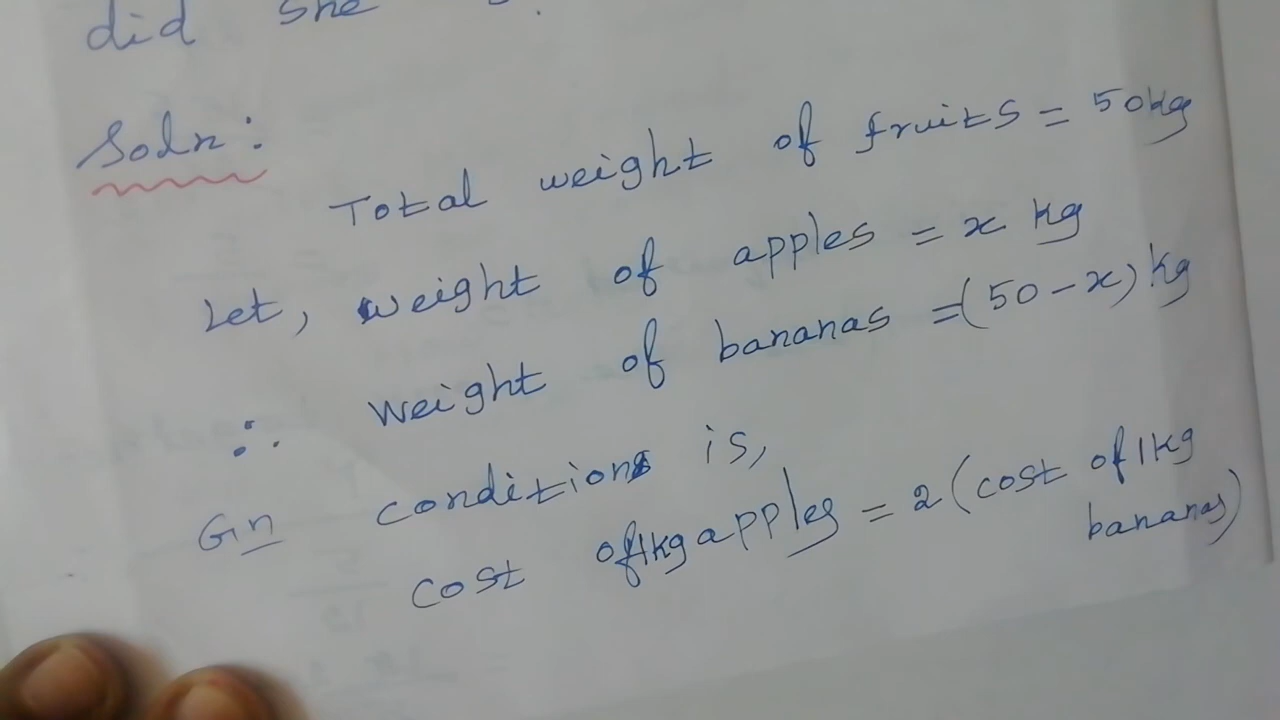 did she
Soln:
Total weight of fruits = 50kg
Let, weight of apples = x kg
∴ Weight of bananas = (50 - x) kg
Gn conditions is,
cost of 1kg apples = 2 (cost of 1kg
bananas)